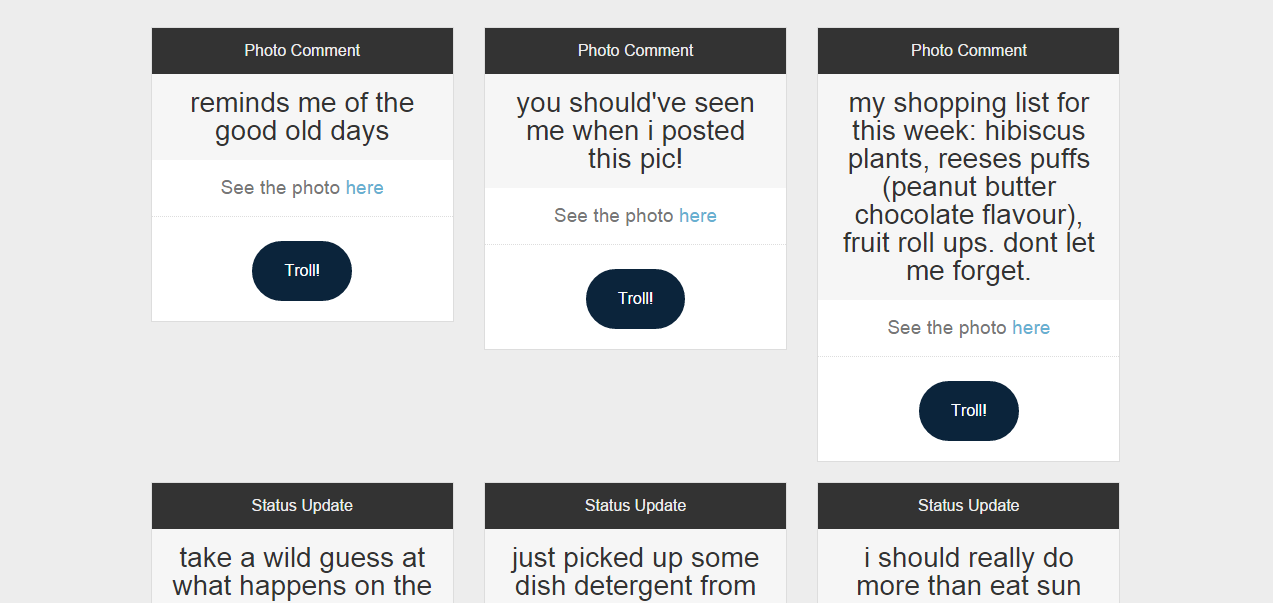 Photo Comment
reminds me of the
good old days
See the photo here
Troll!
Photo Comment
you should've seen
me when i posted
this pic!
See the photo here
Troll!
Photo Comment
my shopping list for
this week: hibiscus
plants, reeses puffs
(peanut butter
chocolate flavour),
fruit roll ups. dont let
me forget.
See the photo here
Troll!
Status Update
take a wild guess at
what happens on the
Status Update
just picked up some
dish detergent from
Status Update
i should really do
more than eat sun